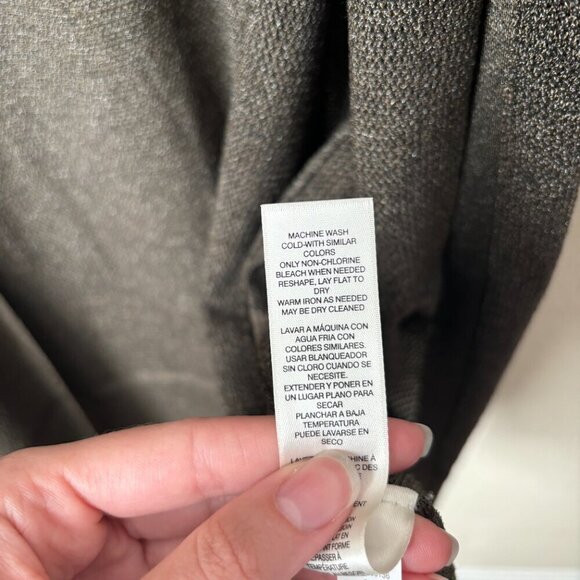 MACHINE WASH
COLD-WITH SIMILAR
COLORS
ONLY NON-CHLORINE
BLEACH WHEN NEEDED
RESHAPE, LAY FLAT TO
DRY
WARM IRON AS NEEDED
MAY BE DRY CLEANED
LAVAR A MÁQUINA CON
AGUA FRIA CON
COLORES SIMILARES.
USAR BLANQUEADOR
SIN CLORO CUANDO SE
NECESITE.
EXTENDER Y PONER EN
UN LUGAR PLANO PARA
SECAR
PLANCHAR A BAJA
TEMPERATURA
PUEDE LAVARSE EN
SECO
DES